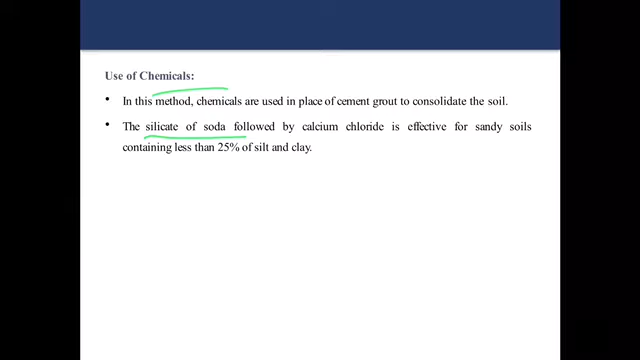 Use of Chemicals:
• In this method, chemicals are used in place of cement grout to consolidate the soil.
• The silicate of soda followed by calcium chloride is effective for sandy soils
containing less than 25% of silt and clay.